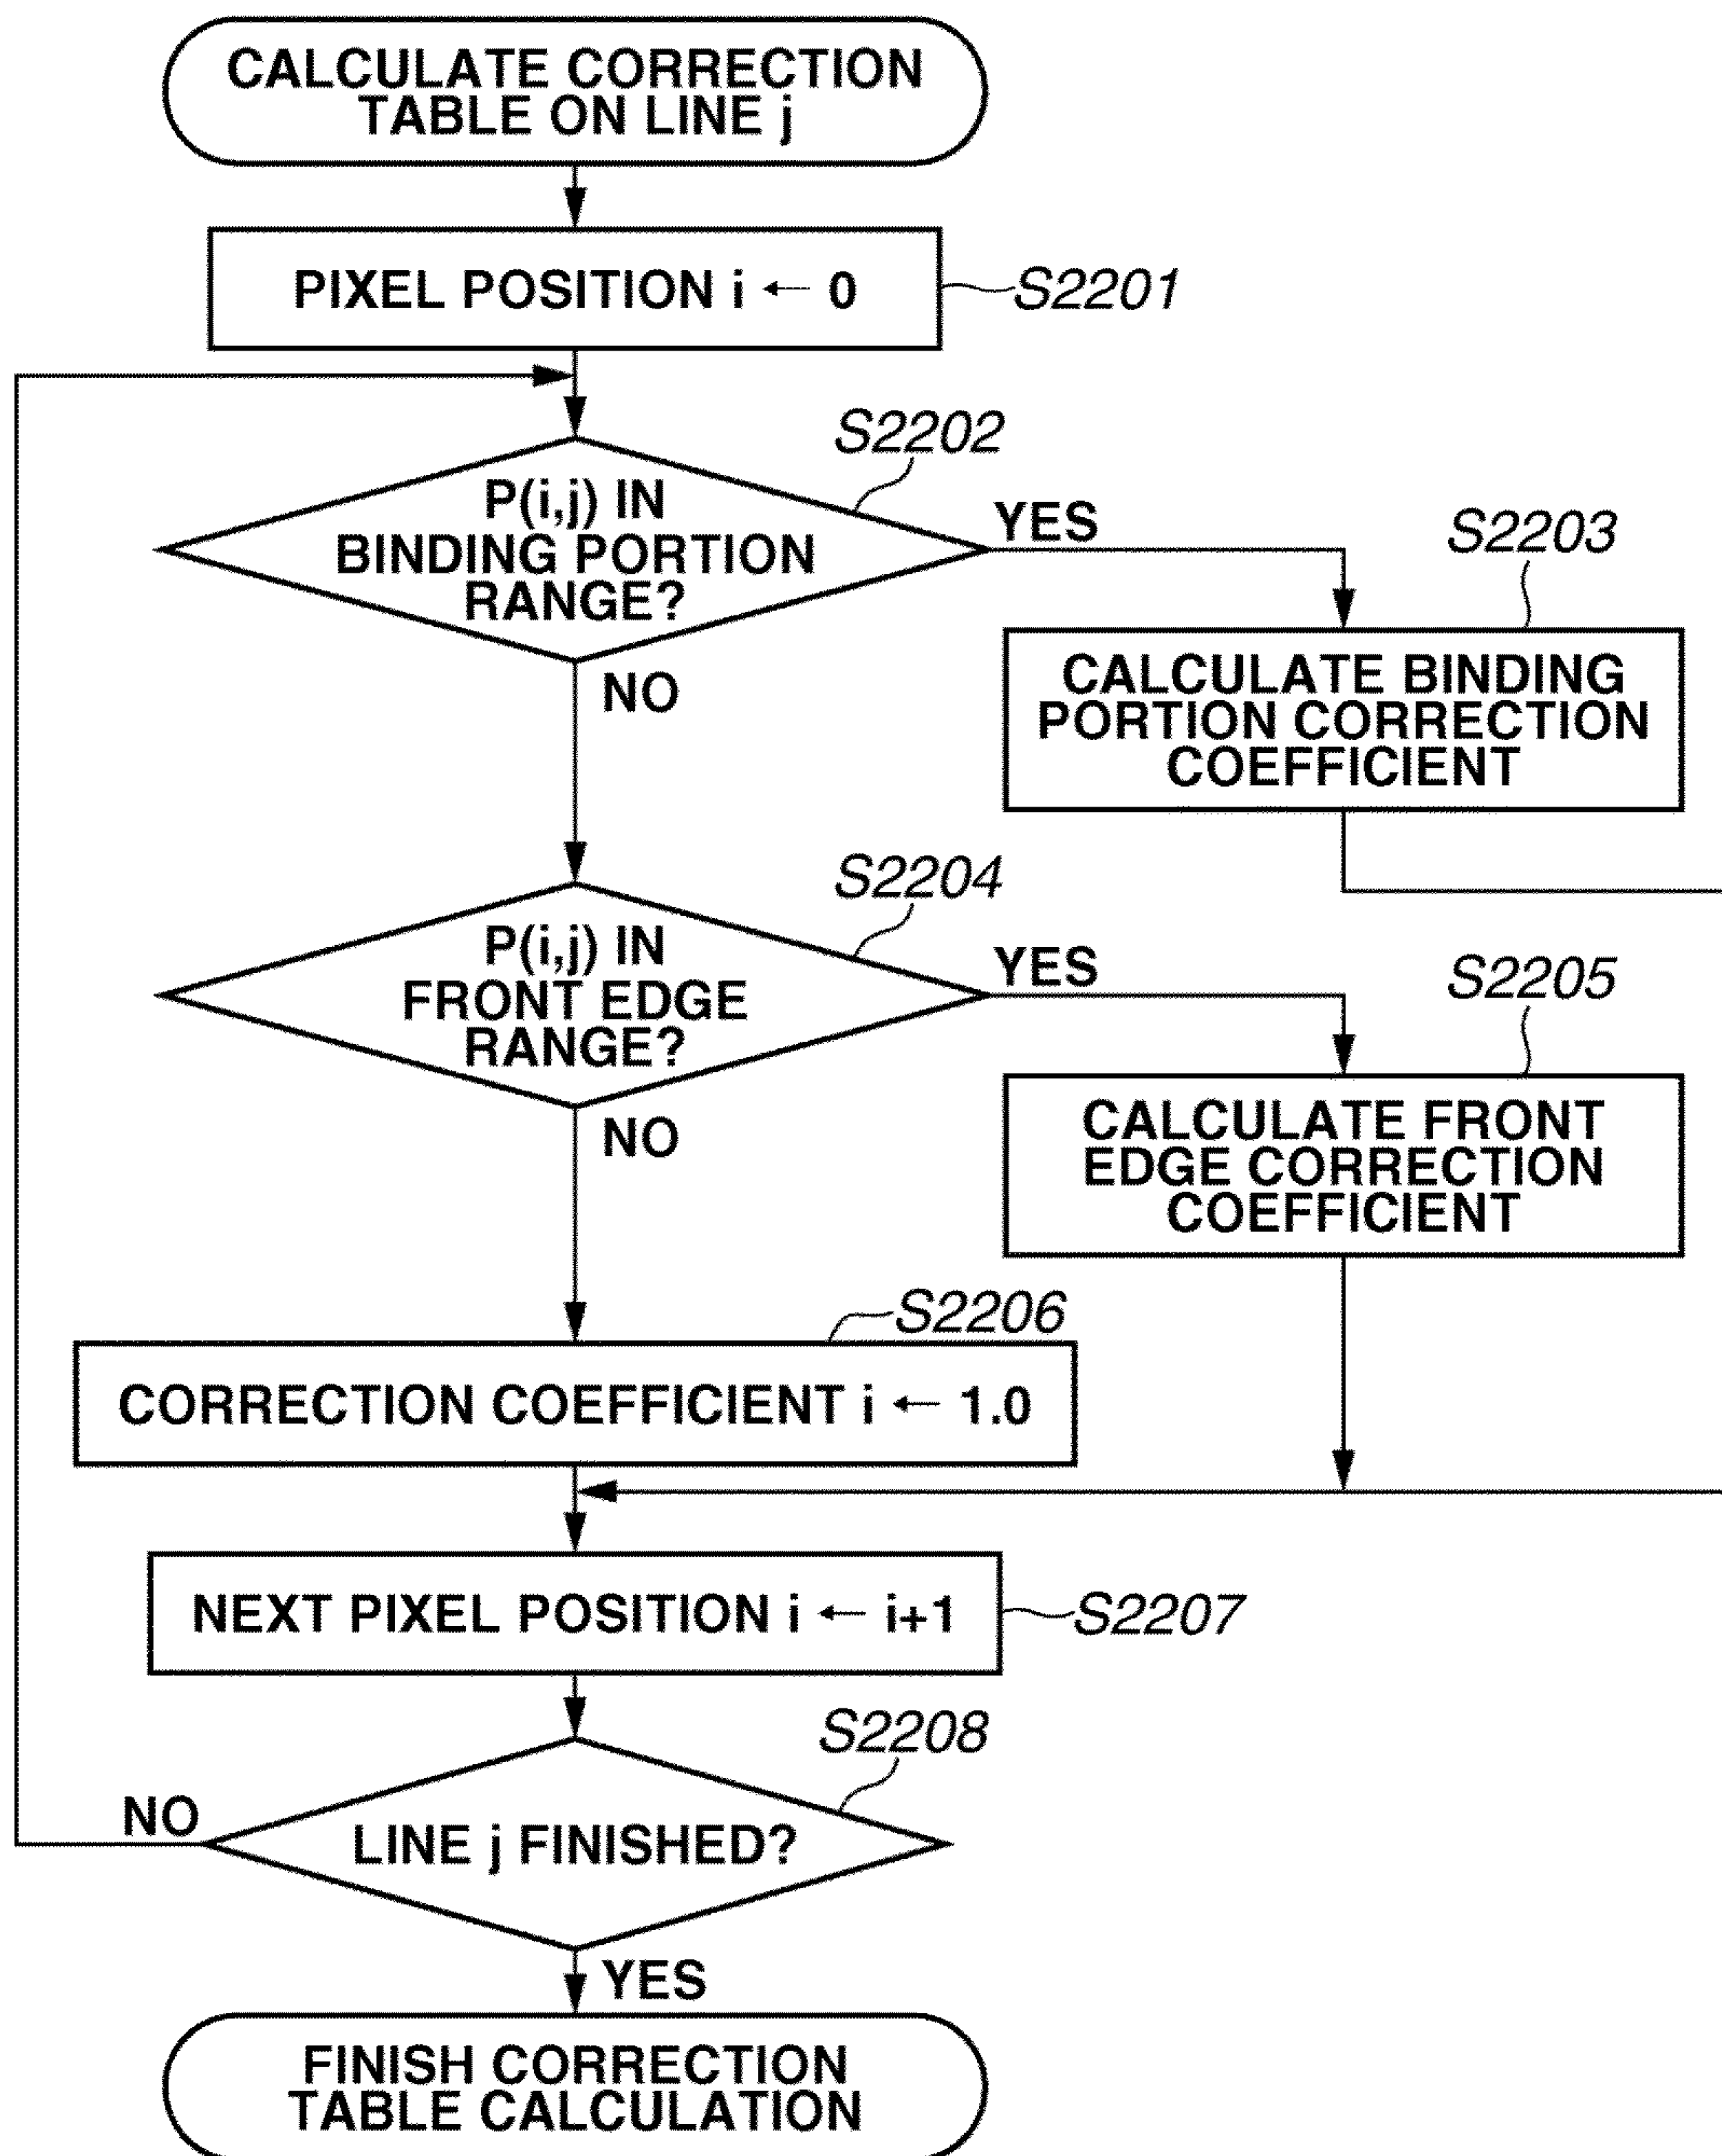 CALCULATE CORRECTION
TABLE ON LINE j
PIXEL POSITION i ← 0
S2201
S2202
P(i,j) IN
BINDING PORTION
RANGE?
YES
NO
S2203
CALCULATE BINDING
PORTION CORRECTION
COEFFICIENT
S2204
P(i,j) IN
FRONT EDGE
RANGE?
YES
NO
S2205
CALCULATE FRONT
EDGE CORRECTION
COEFFICIENT
S2206
CORRECTION COEFFICIENT i ← 1.0
NEXT PIXEL POSITION i ← i+1
S2207
S2208
LINE j FINISHED?
NO
YES
FINISH CORRECTION
TABLE CALCULATION